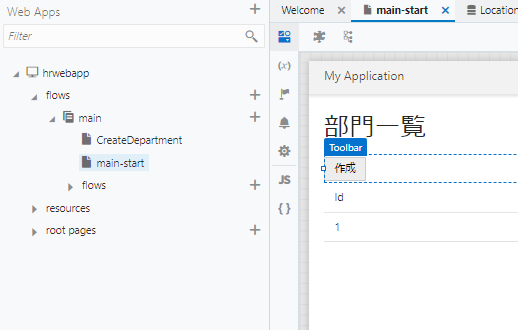 Web Apps
Filter
hrwebapp
flows
main
CreateDepartment
main-start
flows
resources
root pages
Welcome
main-start
Location
(x)
JS
{ }
My Application
部門一覧
Toolbar
作成
Id
1